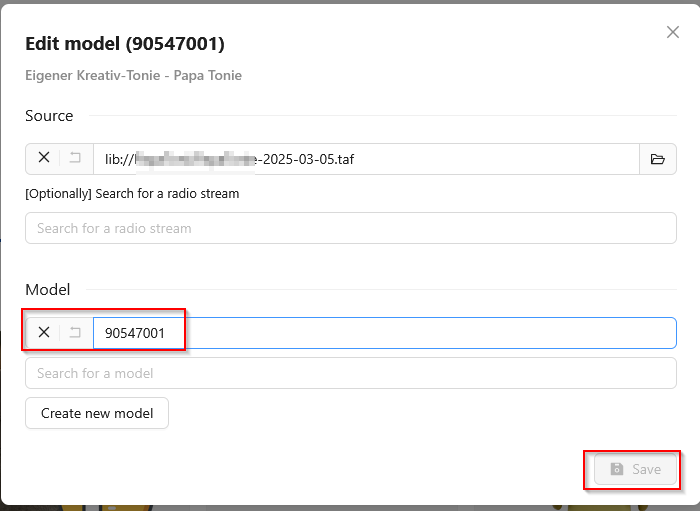 Edit model (90547001)
Eigener Kreativ-Tonie - Papa Tonie
Source
lib:// -2025-03-05.taf
[Optionally] Search for a radio stream
Search for a radio stream
Model
90547001
Search for a model
Create new model
Save